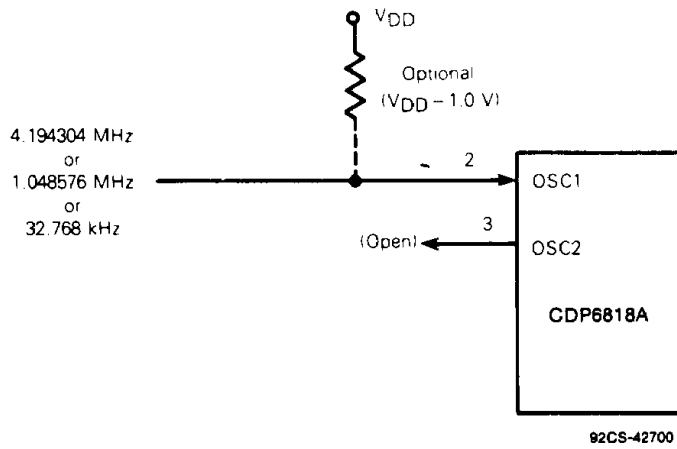 VDD
Optional
(VDD – 1.0 V)
4.194304 MHz
or
1.048576 MHz
or
32.768 kHz
2
OSC1
(Open)
3
OSC2
CDP6818A
92CS-42700